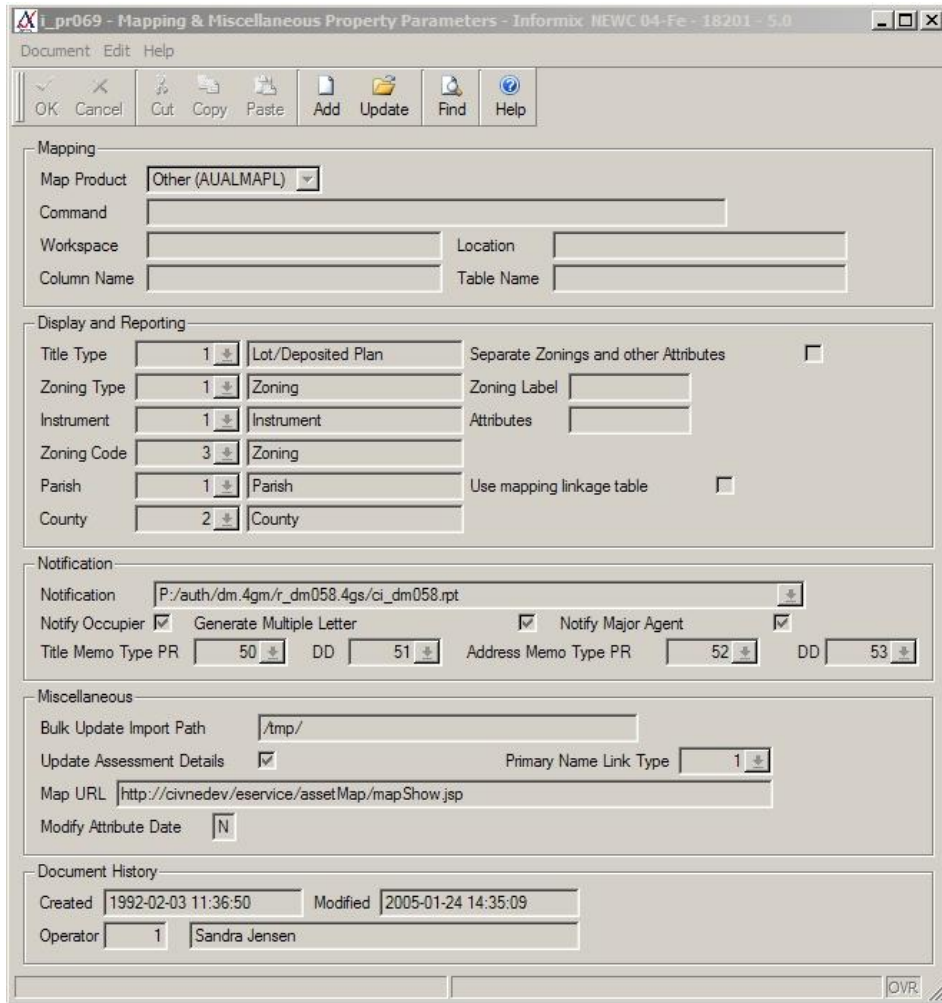 i_pr069 - Mapping & Miscellaneous Property Parameters - Informix NEWC 04-Fe - 18201 - 5.0
Document Edit Help
OK Cancel Cut Copy Paste Add Update Find Help
Mapping
Map Product Other (AUALMAPL)
Command
Workspace Location
Column Name Table Name
Display and Reporting
Title Type 1 Lot/Deposited Plan Separate Zonings and other Attributes
Zoning Type 1 Zoning Zoning Label
Instrument 1 Instrument Attributes
Zoning Code 3 Zoning
Parish 1 Parish Use mapping linkage table
County 2 County
Notification
Notification P:/auth/dm.4gm/r_dm058.4gs/ci_dm058.rpt
Notify Occupier Generate Multiple Letter Notify Major Agent
Title Memo Type PR 50 DD 51 Address Memo Type PR 52 DD 53
Miscellaneous
Bulk Update Import Path /tmp/
Update Assessment Details Primary Name Link Type 1
Map URL http://civnedev/eservice/assetMap/mapShow.jsp
Modify Attribute Date N
Document History
Created 1992-02-03 11:36:50 Modified 2005-01-24 14:35:09
Operator 1 Sandra Jensen
OVR